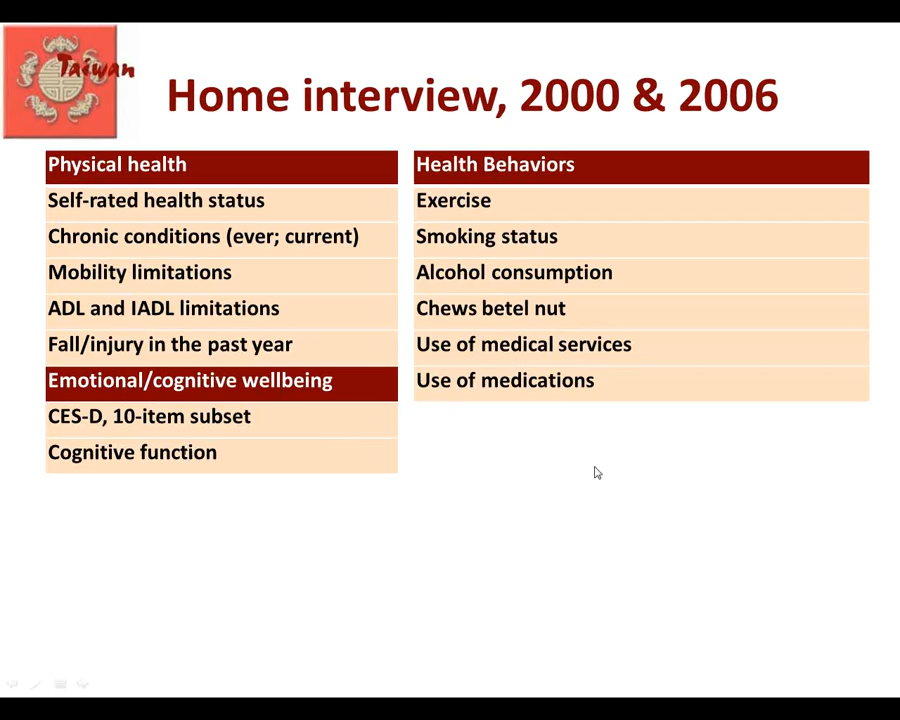 Taiwan
Home interview, 2000 & 2006
Physical health
Self-rated health status
Chronic conditions (ever; current)
Mobility limitations
ADL and IADL limitations
Fall/injury in the past year
Emotional/cognitive wellbeing
CES-D, 10-item subset
Cognitive function
Health Behaviors
Exercise
Smoking status
Alcohol consumption
Chews betel nut
Use of medical services
Use of medications